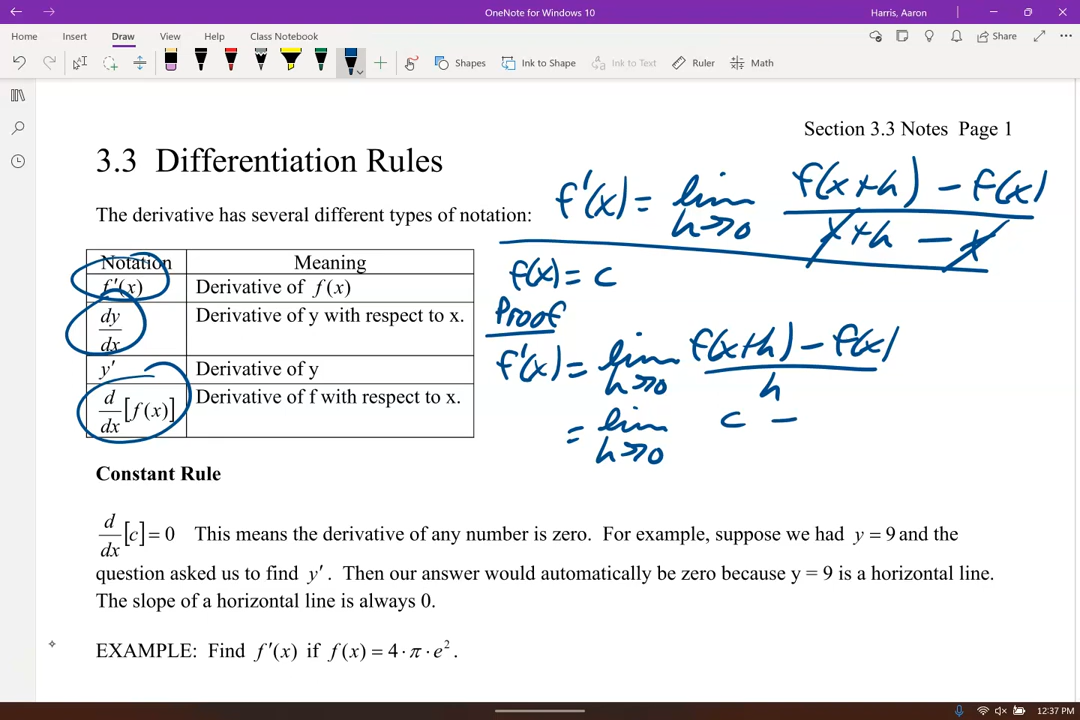 OneNote for Windows 10
Harris, Aaron
Home Insert Draw View Help Class Notebook
Share
Shapes Ink to Shape Ink to Text Ruler Math
Section 3.3 Notes Page 1
3.3 Differentiation Rules
f'(x) = lim h→0 (f(x+h) − f(x)) / (x+h − x)
The derivative has several different types of notation:
Notation Meaning
f′(x) Derivative of f(x)
dy/dx Derivative of y with respect to x.
y′ Derivative of y
d/dx [f(x)] Derivative of f with respect to x.
f(x) = c
Proof
f'(x) = lim h→0 (f(x+h) − f(x)) / h
= lim h→0 c −
Constant Rule
d/dx [c] = 0 This means the derivative of any number is zero. For example, suppose we had y = 9 and the
question asked us to find y′ . Then our answer would automatically be zero because y = 9 is a horizontal line.
The slope of a horizontal line is always 0.
EXAMPLE: Find f′(x) if f(x) = 4 · π · e² .
12:37 PM